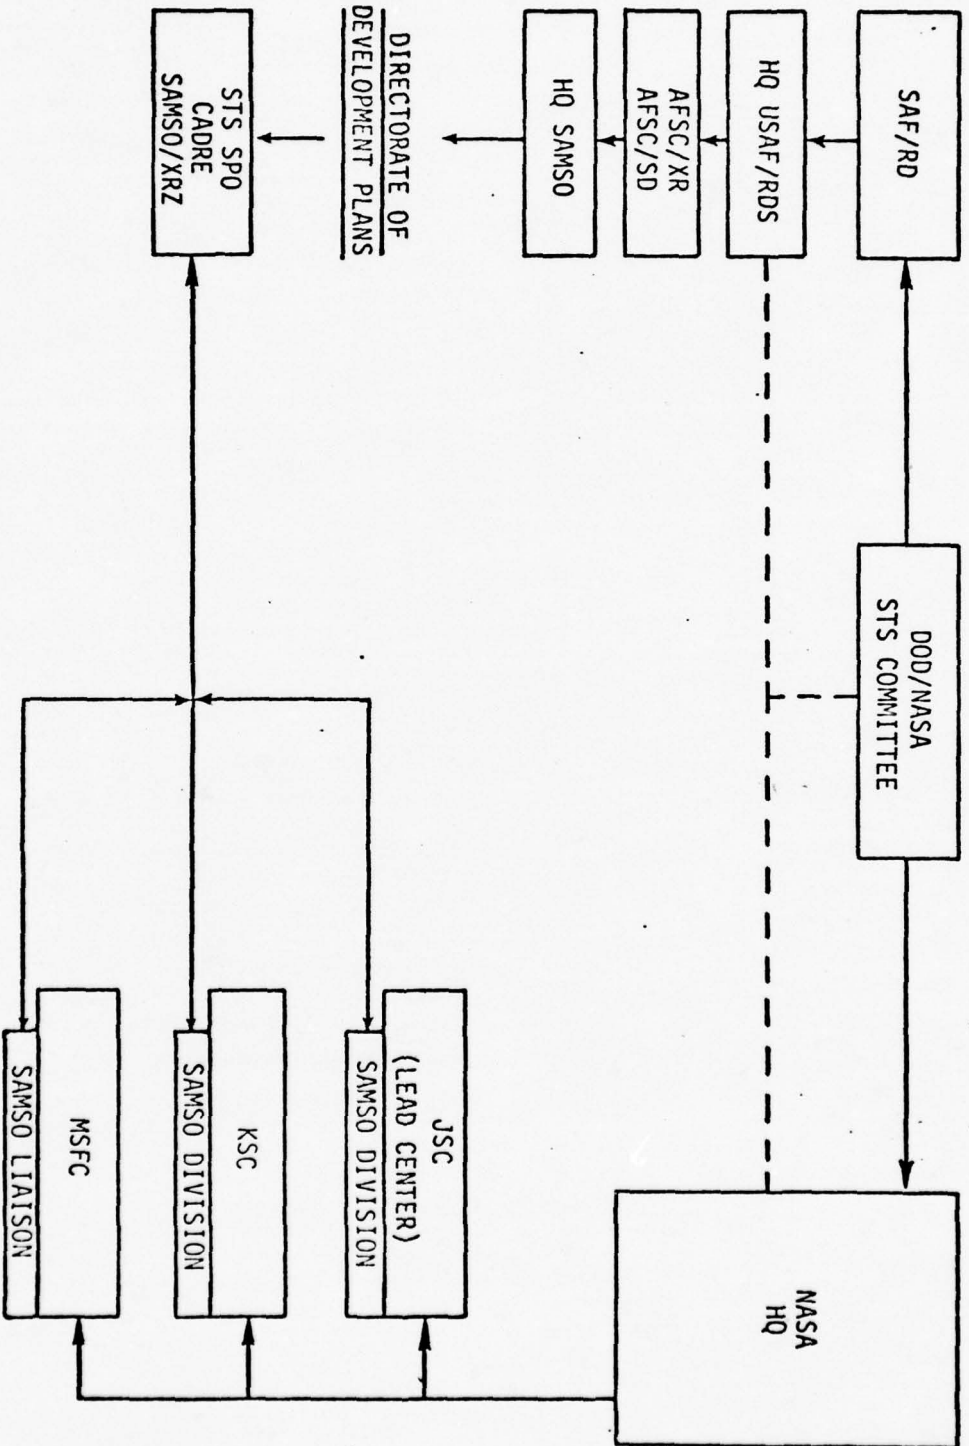 SAF/RD
HQ USAF/RDS
AFSC/XR
AFSC/SD
HQ SAMSO
DIRECTORATE OF
DEVELOPMENT PLANS
STS SPO
CADRE
SAMSO/XRZ
DOD/NASA
STS COMMITTEE
NASA
HQ
JSC
(LEAD CENTER)
SAMSO DIVISION
KSC
SAMSO DIVISION
MSFC
SAMSO LIAISON